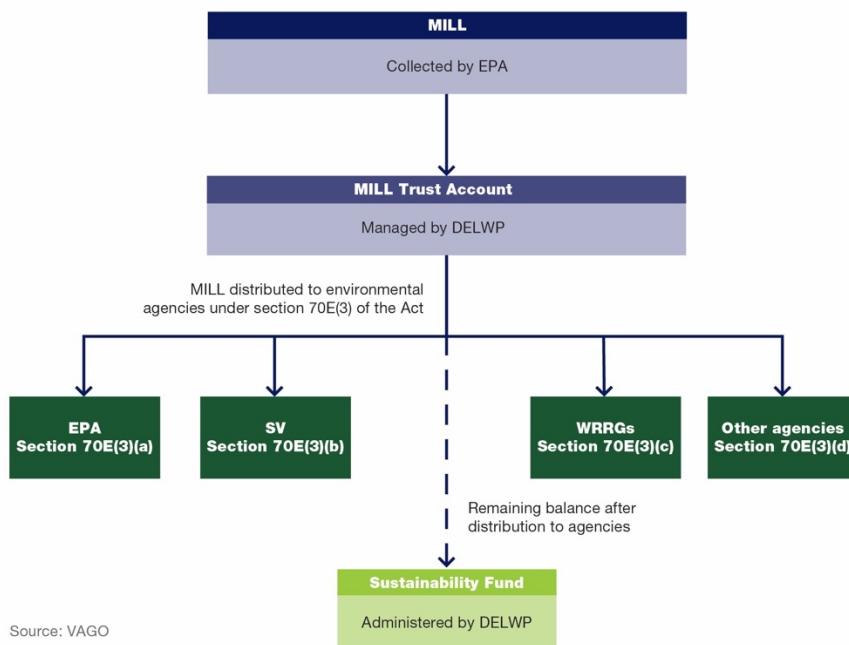 MILL
Collected by EPA
MILL Trust Account
Managed by DELWP
MILL distributed to environmental
agencies under section 70E(3) of the Act
EPA
Section 70E(3)(a)
SV
Section 70E(3)(b)
WRRGs
Section 70E(3)(c)
Other agencies
Section 70E(3)(d)
Remaining balance after
distribution to agencies
Sustainability Fund
Administered by DELWP
Source: VAGO